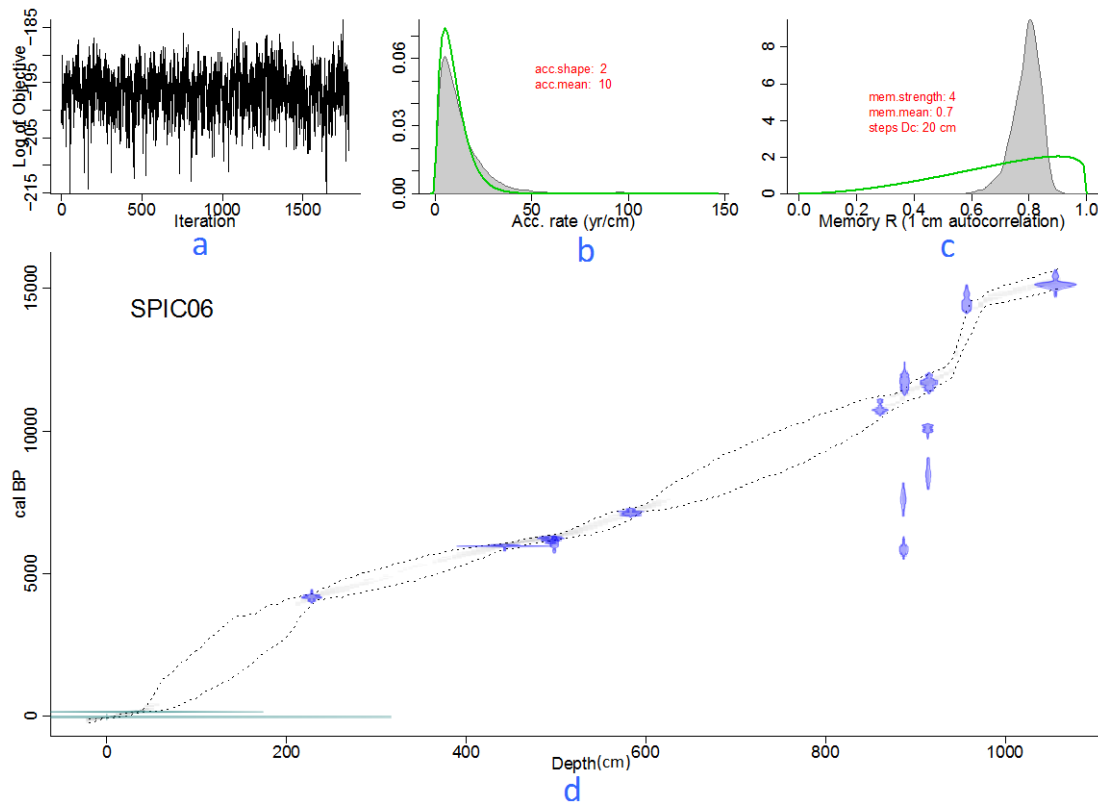 Log of Objective
−215
−205
−195
−185
0
500
1000
1500
Iteration
a
0.00
0.03
0.06
acc.shape: 2
acc.mean: 10
0
50
100
150
Acc. rate (yr/cm)
b
0
2
4
6
8
mem.strength: 4
mem.mean: 0.7
steps Dc: 20 cm
0.0
0.2
0.4
0.6
0.8
1.0
Memory R (1 cm autocorrelation)
c
SPIC06
cal BP
0
5000
10000
15000
0
200
400
600
800
1000
Depth(cm)
d